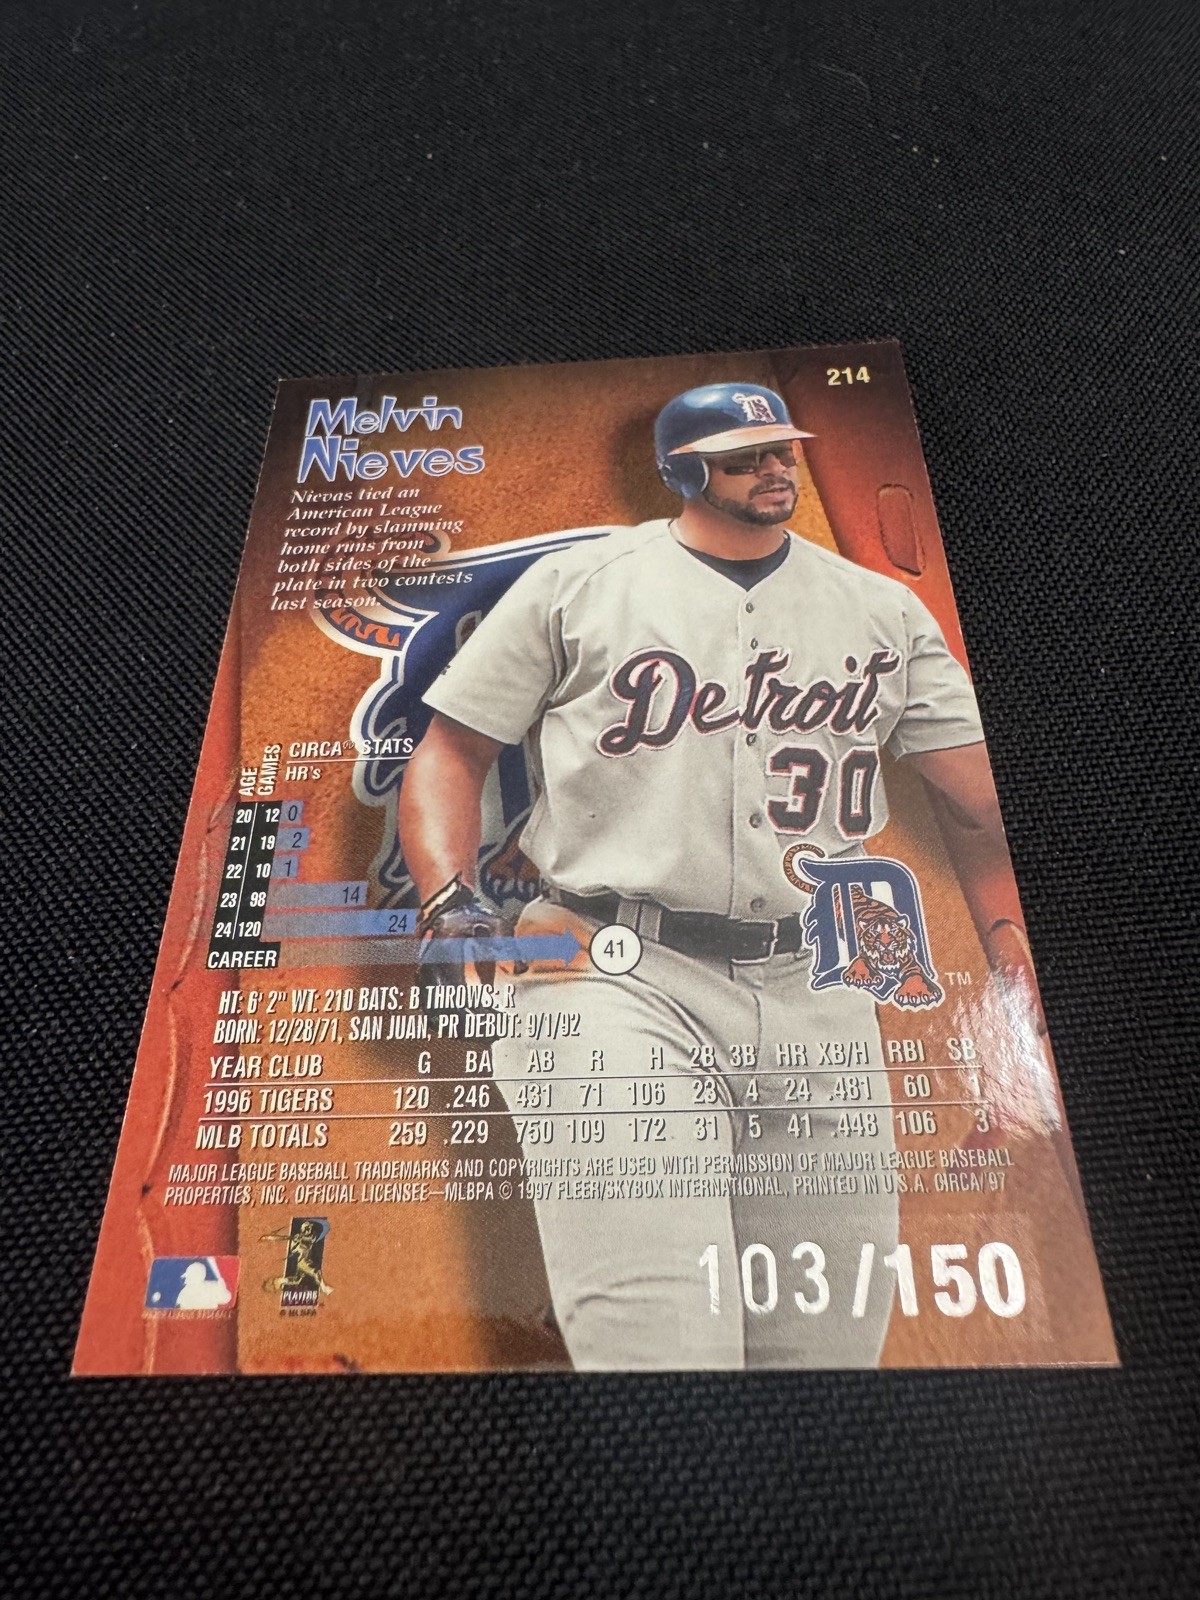 214
Melvin
Nieves
Nievas tied an
American League
record by slamming
home runs from
both sides of the
plate in two contests
last season.
Detroit
30
AGE GAMES CIRCA STATS
HR's
20 12 0
21 19 2
22 10 1
23 98 14
24 120 24
CAREER 41
TM
HT: 6' 2" WT: 210 BATS: B THROWS: R
BORN: 12/28/71, SAN JUAN, PR DEBUT: 9/1/92
YEAR CLUB G BA AB R H 2B 3B HR XB/H RBI SB
1996 TIGERS 120 .246 431 71 106 23 4 24 .481 60 1
MLB TOTALS 259 .229 750 109 172 31 5 41 .448 106 3
MAJOR LEAGUE BASEBALL TRADEMARKS AND COPYRIGHTS ARE USED WITH PERMISSION OF MAJOR LEAGUE BASEBALL
PROPERTIES, INC. OFFICIAL LICENSEE—MLBPA © 1997 FLEER/SKYBOX INTERNATIONAL, PRINTED IN U.S.A. CIRCA '97
PLAYERS
© MLBPA
103/150